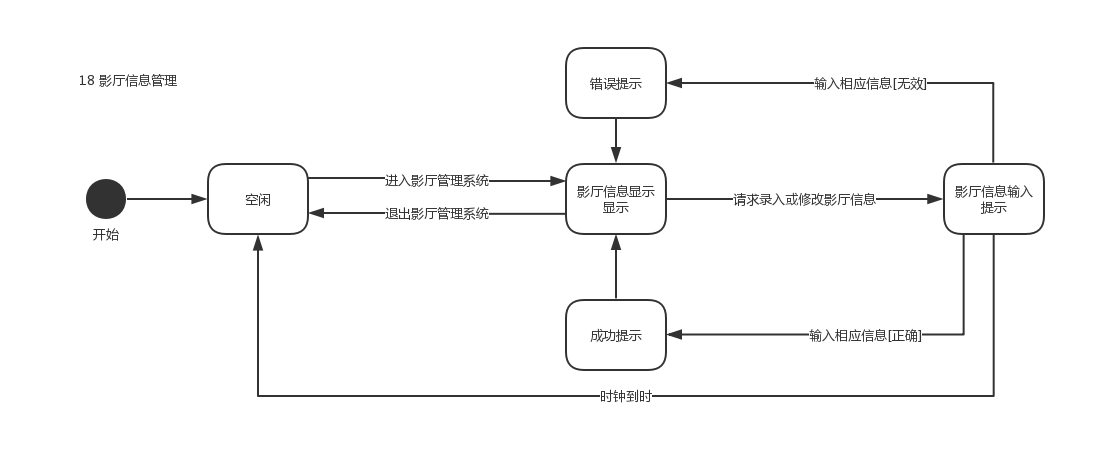 18 影厅信息管理
错误提示
输入相应信息[无效]
进入影厅管理系统
空闲
影厅信息显示
显示
请求录入或修改影厅信息
影厅信息输入
提示
退出影厅管理系统
开始
成功提示
输入相应信息[正确]
时钟到时